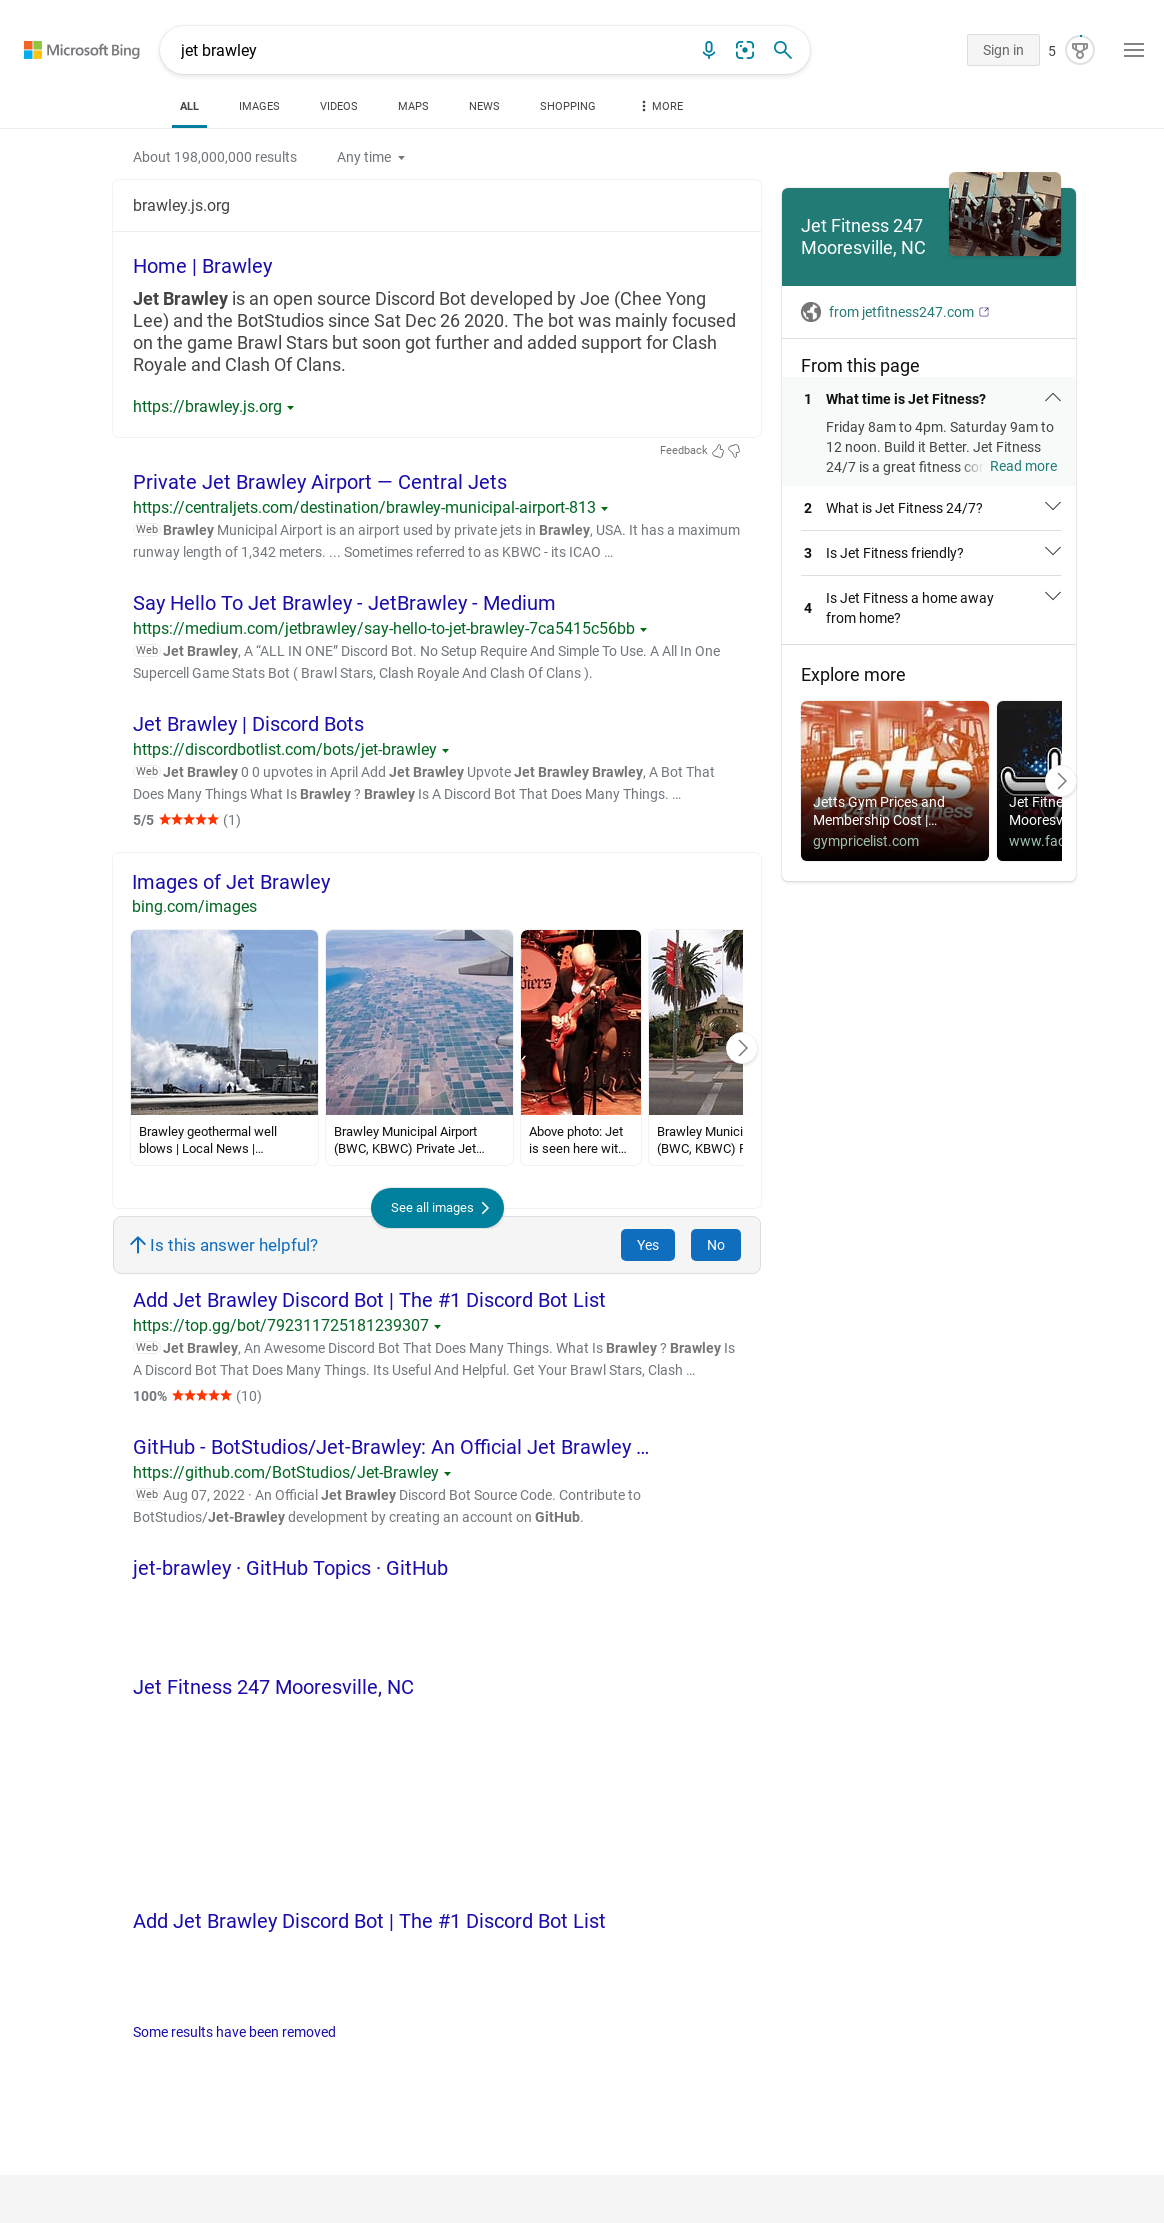 Microsoft Bing
jet brawley
Sign in
5
ALL
IMAGES
VIDEOS
MAPS
NEWS
SHOPPING
MORE
About 198,000,000 results
Any time
brawley.js.org
Home | Brawley
Jet Brawley is an open source Discord Bot developed by Joe (Chee Yong
Lee) and the BotStudios since Sat Dec 26 2020. The bot was mainly focused
on the game Brawl Stars but soon got further and added support for Clash
Royale and Clash Of Clans.
https://brawley.js.org
Feedback
Private Jet Brawley Airport — Central Jets
https://centraljets.com/destination/brawley-municipal-airport-813
Web Brawley Municipal Airport is an airport used by private jets in Brawley, USA. It has a maximum
runway length of 1,342 meters. ... Sometimes referred to as KBWC - its ICAO …
Say Hello To Jet Brawley - JetBrawley - Medium
https://medium.com/jetbrawley/say-hello-to-jet-brawley-7ca5415c56bb
Web Jet Brawley, A “ALL IN ONE” Discord Bot. No Setup Require And Simple To Use. A All In One
Supercell Game Stats Bot ( Brawl Stars, Clash Royale And Clash Of Clans ).
Jet Brawley | Discord Bots
https://discordbotlist.com/bots/jet-brawley
Web Jet Brawley 0 0 upvotes in April Add Jet Brawley Upvote Jet Brawley Brawley, A Bot That
Does Many Things What Is Brawley ? Brawley Is A Discord Bot That Does Many Things. …
5/5 (1)
Images of Jet Brawley
bing.com/images
Brawley geothermal well
blows | Local News |…
Brawley Municipal Airport
(BWC, KBWC) Private Jet…
Above photo: Jet
is seen here wit…
Brawley Munici
(BWC, KBWC) P
See all images
Is this answer helpful?
Yes
No
Add Jet Brawley Discord Bot | The #1 Discord Bot List
https://top.gg/bot/792311725181239307
Web Jet Brawley, An Awesome Discord Bot That Does Many Things. What Is Brawley ? Brawley Is
A Discord Bot That Does Many Things. Its Useful And Helpful. Get Your Brawl Stars, Clash …
100% (10)
GitHub - BotStudios/Jet-Brawley: An Official Jet Brawley …
https://github.com/BotStudios/Jet-Brawley
Web Aug 07, 2022 · An Official Jet Brawley Discord Bot Source Code. Contribute to
BotStudios/Jet-Brawley development by creating an account on GitHub.
jet-brawley · GitHub Topics · GitHub
Jet Fitness 247 Mooresville, NC
Add Jet Brawley Discord Bot | The #1 Discord Bot List
Some results have been removed
Jet Fitness 247
Mooresville, NC
from jetfitness247.com
From this page
1 What time is Jet Fitness?
Friday 8am to 4pm. Saturday 9am to
12 noon. Build it Better. Jet Fitness
24/7 is a great fitness co Read more
2 What is Jet Fitness 24/7?
3 Is Jet Fitness friendly?
4 Is Jet Fitness a home away
from home?
Explore more
jetts
24 hour fitness
Jetts Gym Prices and
Membership Cost |…
gympricelist.com
Jet Fitne
Mooresv
www.fac